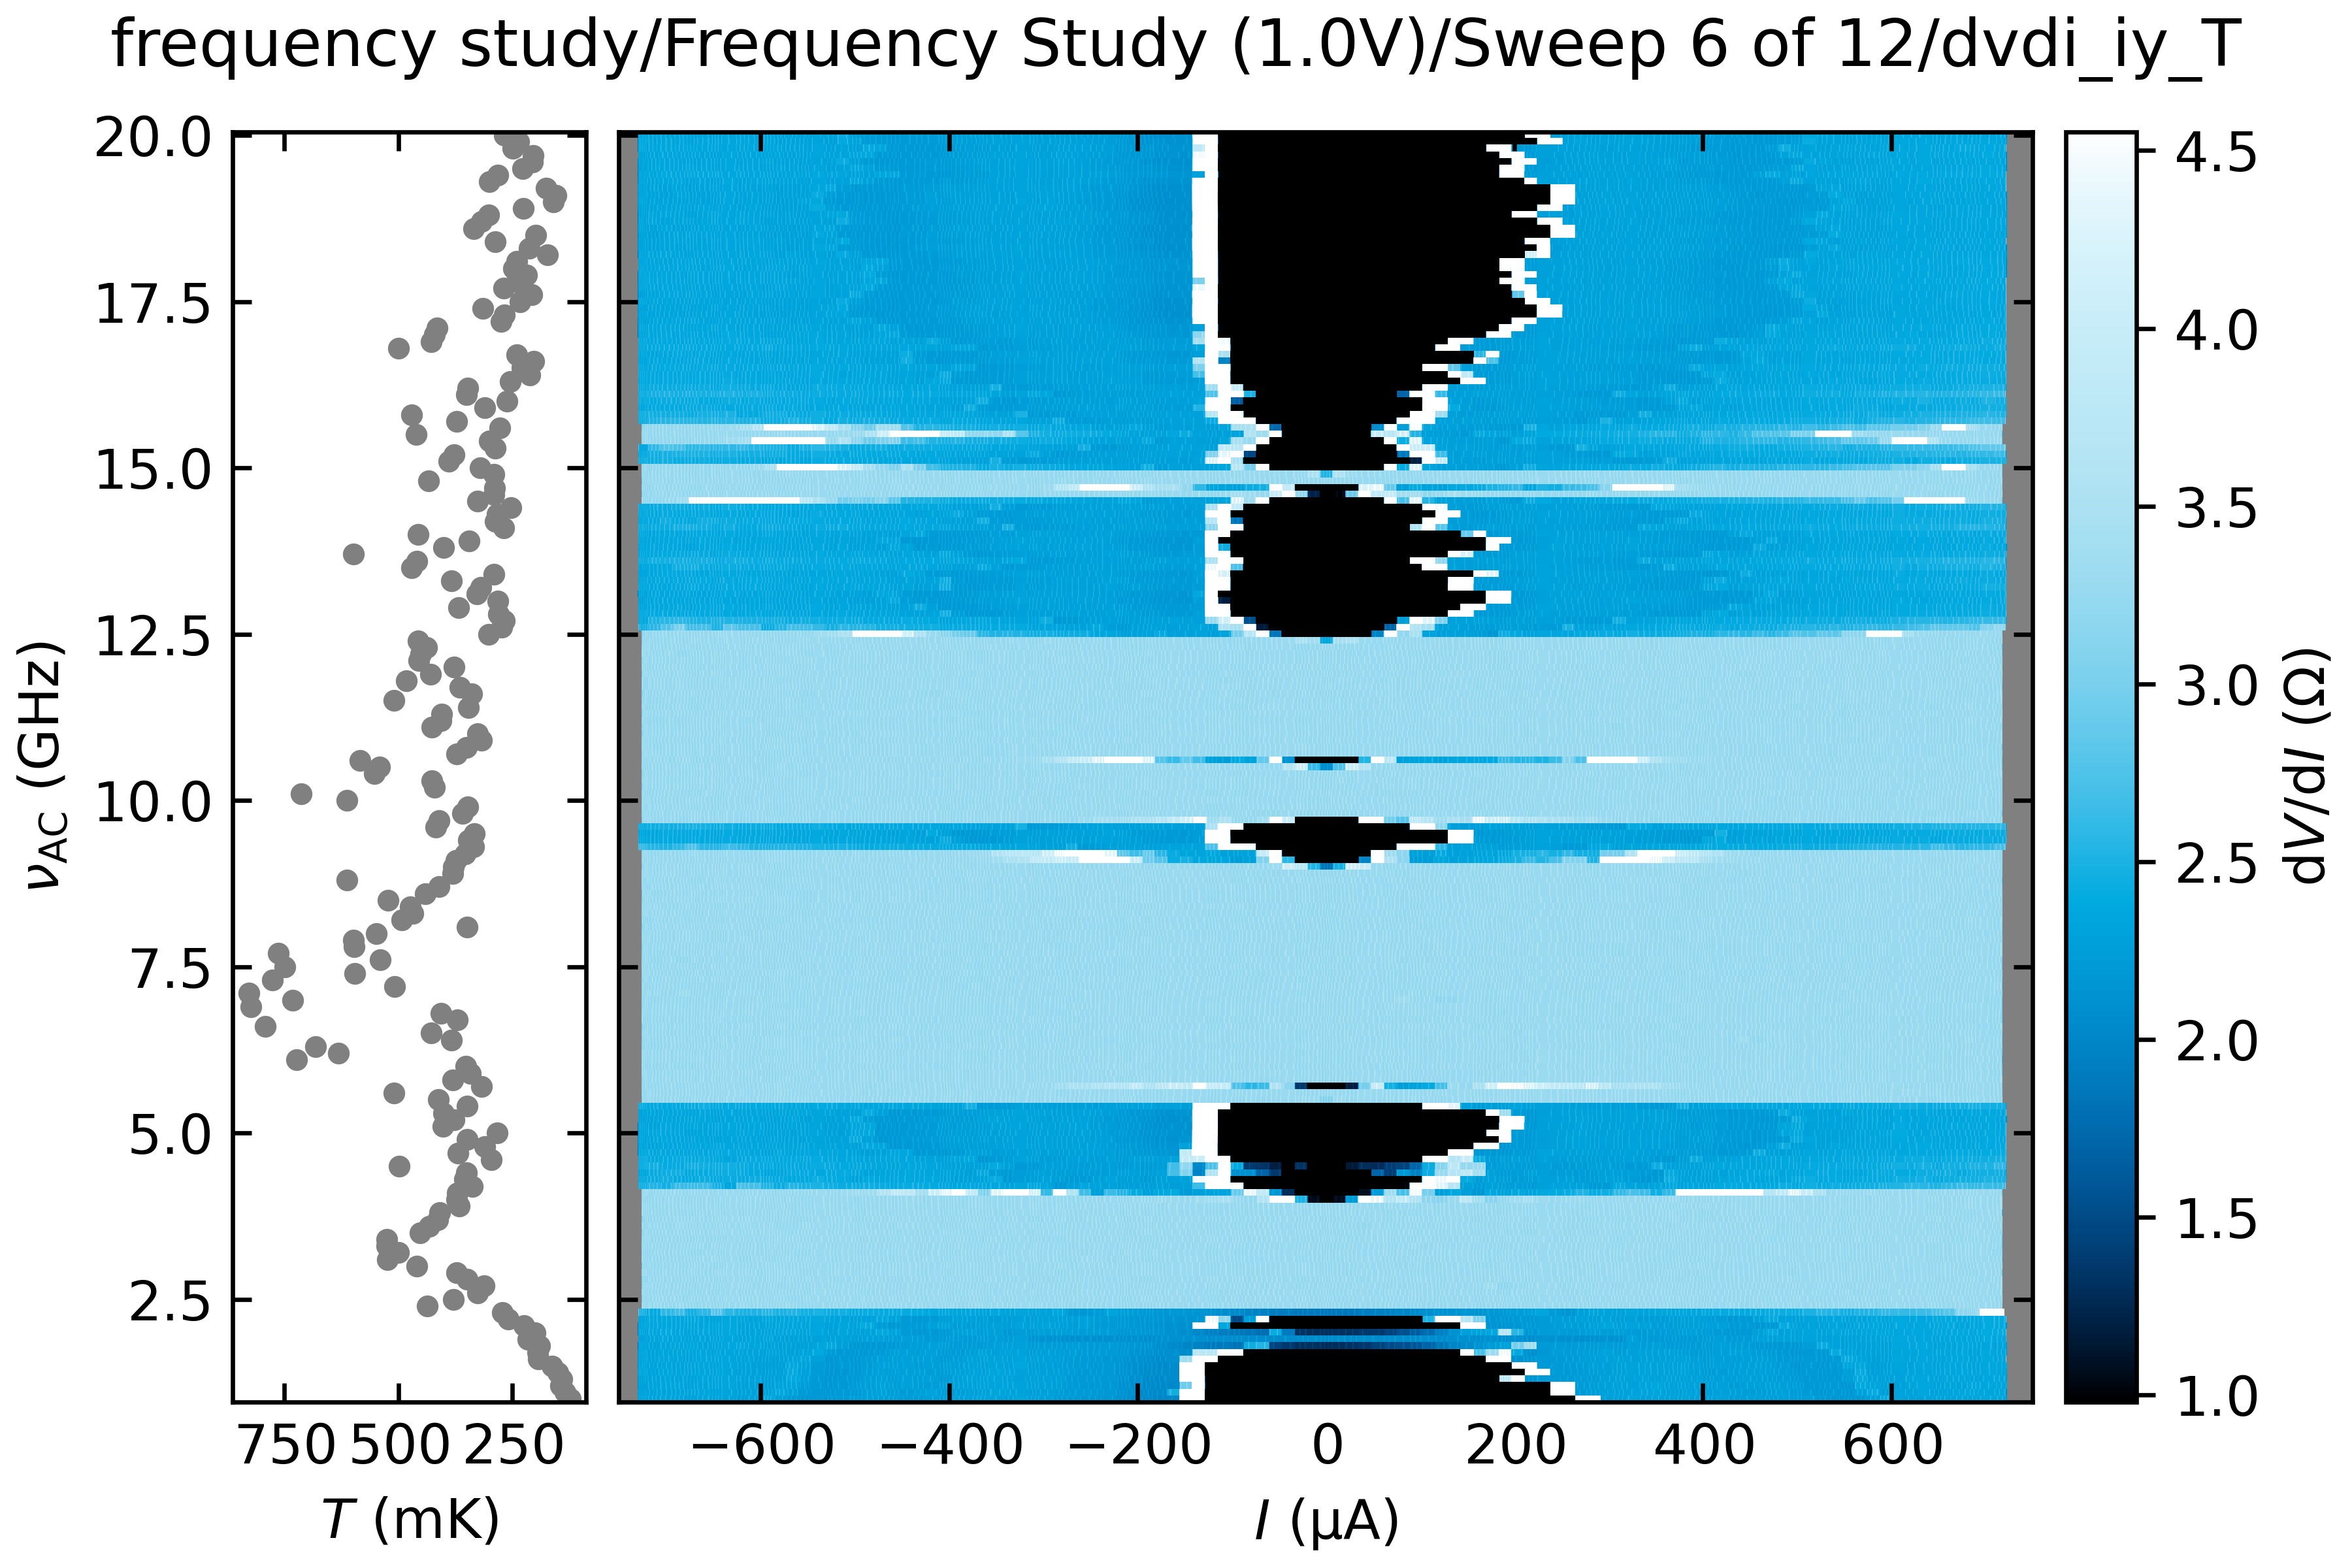 frequency study/Frequency Study (1.0V)/Sweep 6 of 12/dvdi_iy_T
20.0
17.5
15.0
12.5
10.0
7.5
5.0
2.5
ν_AC (GHz)
750 500 250
T (mK)
−600 −400 −200 0 200 400 600
I (µA)
4.5
4.0
3.5
3.0
2.5
2.0
1.5
1.0
dV/dI (Ω)